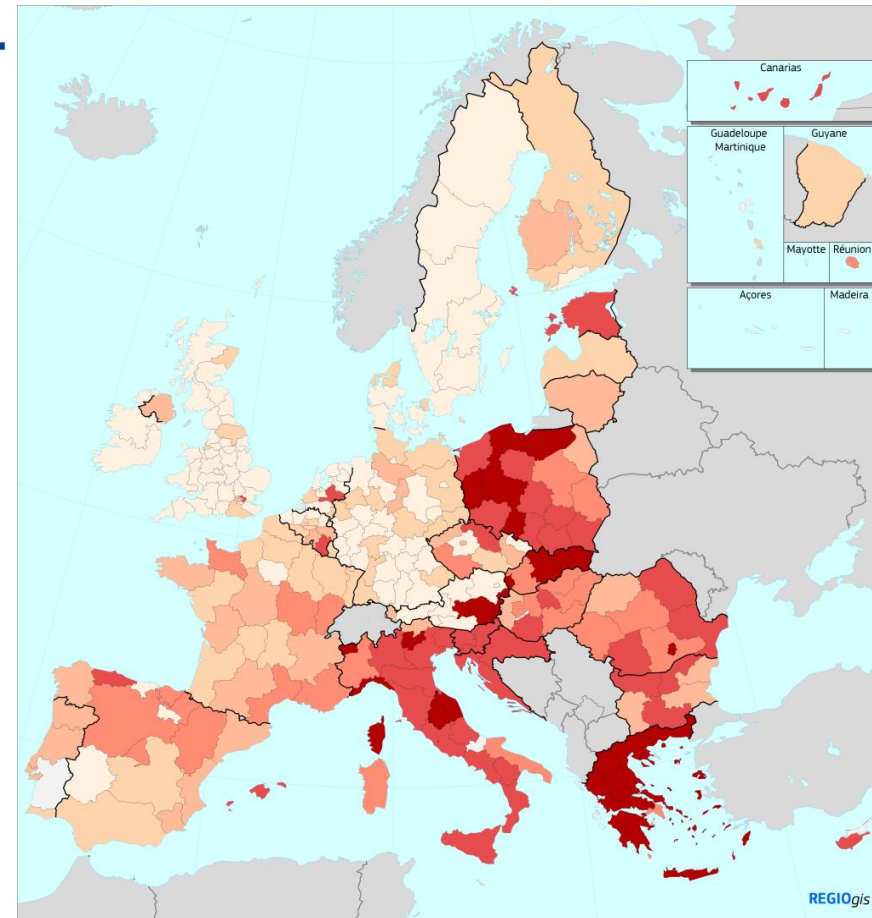 Canarias
Guadeloupe
Martinique
Guyane
Mayotte
Réunion
Açores
Madeira
REGIOgis